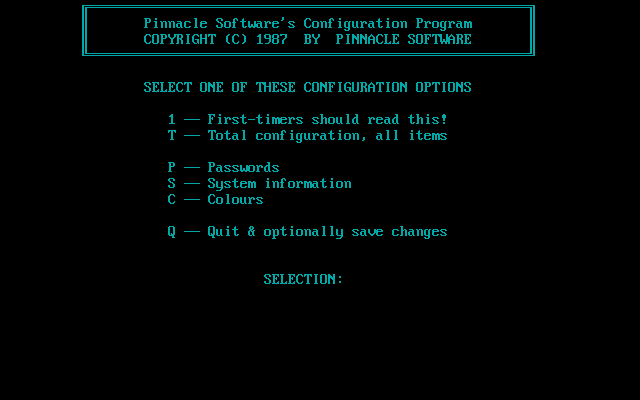 Pinnacle Software's Configuration Program
COPYRIGHT (C) 1987  BY  PINNACLE SOFTWARE
SELECT ONE OF THESE CONFIGURATION OPTIONS
1 — First-timers should read this!
T — Total configuration, all items
P — Passwords
S — System information
C — Colours
Q — Quit & optionally save changes
SELECTION: